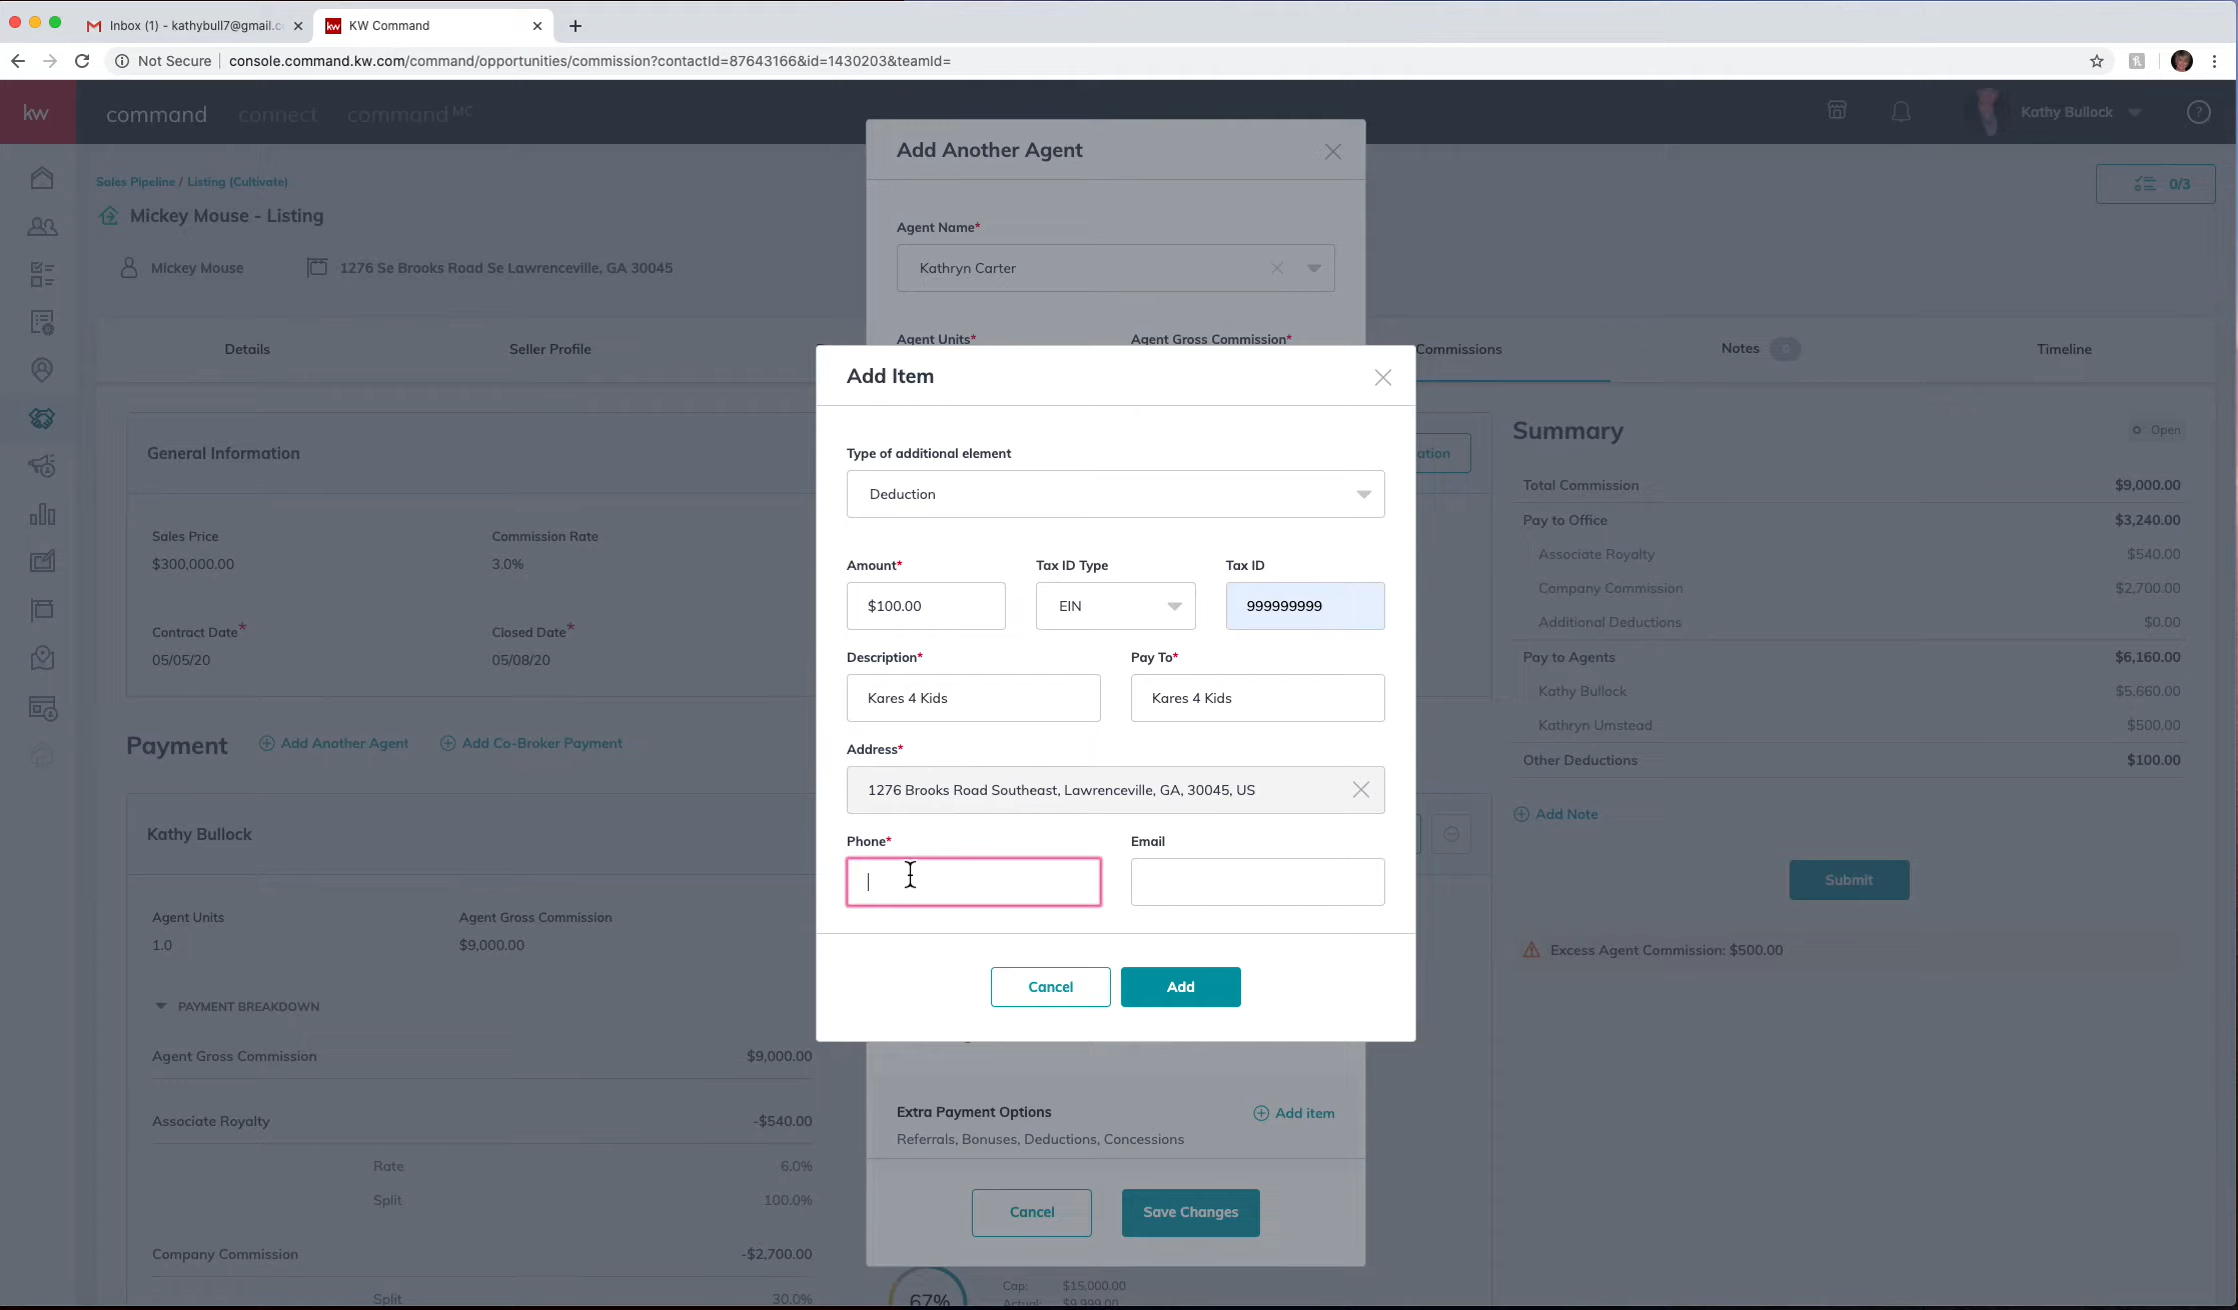 Inbox (1) - kathybull7@gmail.c
KW Command
Not Secure
console.command.kw.com/command/opportunities/commission?contactId=87643166&id=1430203&teamId=
kw
command
connect
command MC
Kathy Bullock
?
Sales Pipeline / Listing (Cultivate)
Mickey Mouse - Listing
0/3
Mickey Mouse
1276 Se Brooks Road Se Lawrenceville, GA 30045
Details
Seller Profile
Commissions
Notes 0
Timeline
Add Another Agent
Agent Name*
Kathryn Carter
Agent Units*
Agent Gross Commission*
Add Item
Type of additional element
Deduction
Amount*
Tax ID Type
Tax ID
$100.00
EIN
999999999
Description*
Pay To*
Kares 4 Kids
Kares 4 Kids
Address*
1276 Brooks Road Southeast, Lawrenceville, GA, 30045, US
Phone*
Email
Cancel
Add
Extra Payment Options
Add item
Referrals, Bonuses, Deductions, Concessions
Cancel
Save Changes
General Information
ation
Sales Price
Commission Rate
$300,000.00
3.0%
Contract Date*
Closed Date*
05/05/20
05/08/20
Payment
Add Another Agent
Add Co-Broker Payment
Kathy Bullock
Agent Units
Agent Gross Commission
1.0
$9,000.00
PAYMENT BREAKDOWN
Agent Gross Commission
$9,000.00
Associate Royalty
-$540.00
Rate
6.0%
Split
100.0%
Company Commission
-$2,700.00
Split
30.0%
67%
Cap:
$15,000.00
Actual:
$9,999.00
Summary
Open
Total Commission
$9,000.00
Pay to Office
$3,240.00
Associate Royalty
$540.00
Company Commission
$2,700.00
Additional Deductions
$0.00
Pay to Agents
$6,160.00
Kathy Bullock
$5,660.00
Kathryn Umstead
$500.00
Other Deductions
$100.00
Add Note
Submit
Excess Agent Commission: $500.00